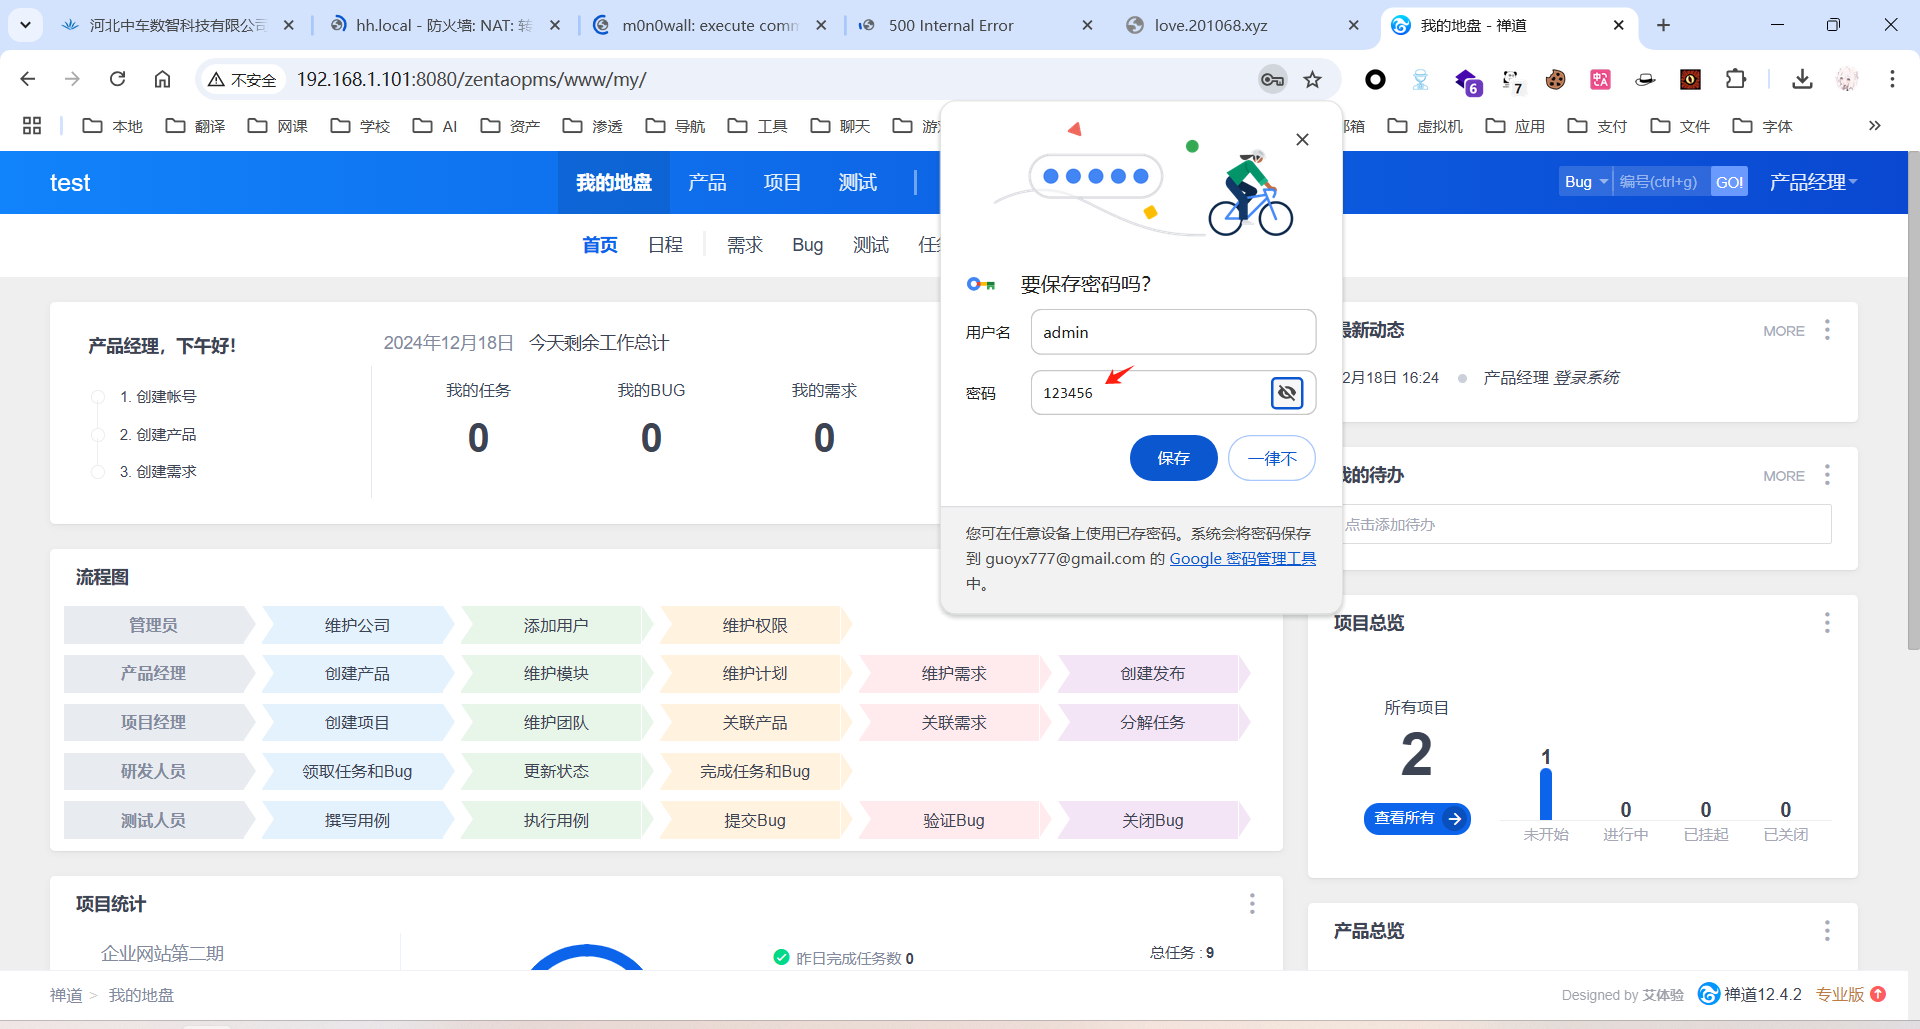 河北中车数智科技有限公司
hh.local - 防火墙: NAT: 转
m0n0wall: execute comm
500 Internal Error
love.201068.xyz
我的地盘 - 禅道
不安全
192.168.1.101:8080/zentaopms/www/my/
6
7
本地
翻译
网课
学校
AI
资产
渗透
导航
工具
聊天
邮箱
虚拟机
应用
支付
文件
字体
test
我的地盘
产品
项目
测试
Bug
编号(ctrl+g)
GO!
产品经理
首页
日程
需求
Bug
测试
要保存密码吗?
用户名
admin
密码
123456
保存
一律不
您可在任意设备上使用已存密码。系统会将密码保存
到 guoyx777@gmail.com 的 Google 密码管理工具
中。
产品经理，下午好!
1. 创建帐号
2. 创建产品
3. 创建需求
2024年12月18日 今天剩余工作总计
我的任务
我的BUG
我的需求
0
0
0
最新动态
MORE
2月18日 16:24
产品经理 登录系统
我的待办
MORE
点击添加待办
流程图
管理员
维护公司
添加用户
维护权限
产品经理
创建产品
维护模块
维护计划
维护需求
创建发布
项目经理
创建项目
维护团队
关联产品
关联需求
分解任务
研发人员
领取任务和Bug
更新状态
完成任务和Bug
测试人员
撰写用例
执行用例
提交Bug
验证Bug
关闭Bug
项目总览
所有项目
2
查看所有
1
0
0
0
未开始
进行中
已挂起
已关闭
项目统计
企业网站第二期
昨日完成任务数 0
总任务 : 9
产品总览
禅道 > 我的地盘
Designed by 艾体验
禅道12.4.2
专业版